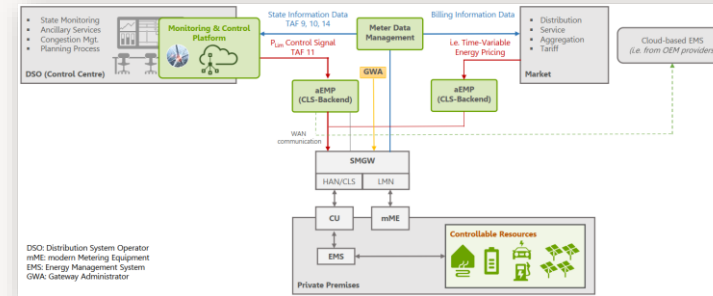 State Monitoring
Ancillary Services
Congestion Mgt.
Planning Process
DSO (Control Centre)
Monitoring & Control
Platform
State Information Data
TAF 9, 10, 14
PLim Control Signal
TAF 11
Meter Data
Management
Billing Information Data
i.e. Time-Variable
Energy Pricing
Distribution
Service
Aggregation
Tariff
Market
Cloud-based EMS
(i.e. from OEM providers)
GWA
aEMP
(CLS-Backend)
aEMP
(CLS-Backend)
WAN
communication
SMGW
HAN/CLS
LMN
CU
mME
EMS
Controllable Resources
Private Premises
DSO: Distribution System Operator
mME: modern Metering Equipment
EMS: Energy Management System
GWA: Gateway Administrator